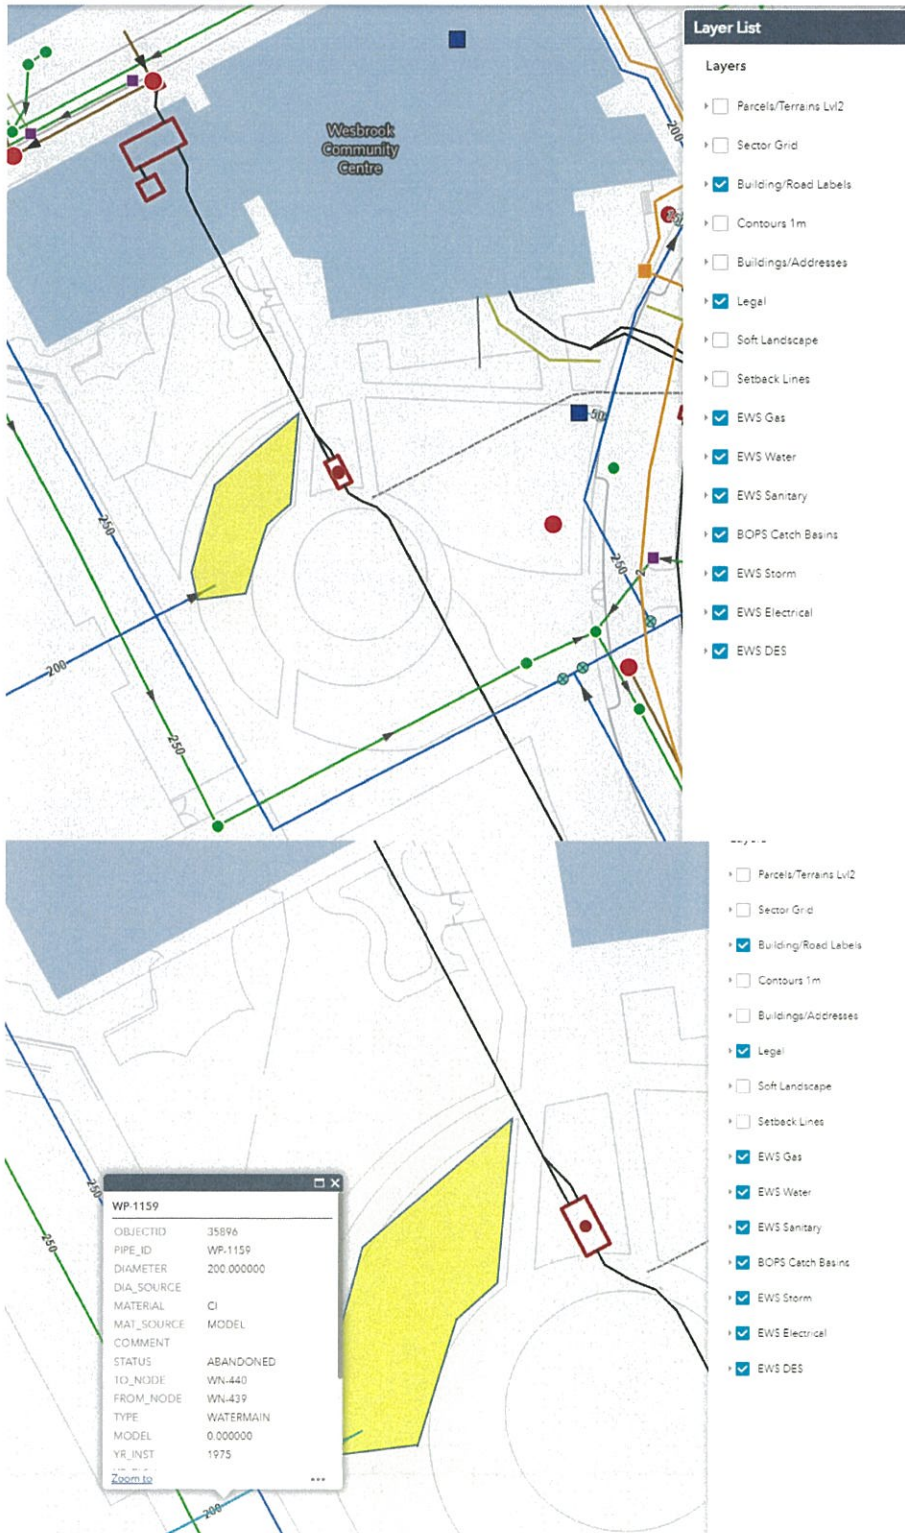 Layer List
Layers
Parcels/Terrains Lvl2
Sector Grid
Building/Road Labels
Contours 1m
Buildings/Addresses
Legal
Soft Landscape
Setback Lines
EWS Gas
EWS Water
EWS Sanitary
BOPS Catch Basins
EWS Storm
EWS Electrical
EWS DES
Wesbrook
Community
Centre
200
50
250
250
2
200
250
Parcels/Terrains Lvl2
Sector Grid
Building/Road Labels
Contours 1m
Buildings/Addresses
Legal
Soft Landscape
Setback Lines
EWS Gas
EWS Water
EWS Sanitary
BOPS Catch Basins
EWS Storm
EWS Electrical
EWS DES
250
250
WP-1159
OBJECTID 35896
PIPE_ID WP-1159
DIAMETER 200.000000
DIA_SOURCE
MATERIAL CI
MAT_SOURCE MODEL
COMMENT
STATUS ABANDONED
TO_NODE WN-440
FROM_NODE WN-439
TYPE WATERMAIN
MODEL 0.000000
YR_INST 1975
Zoom to
200